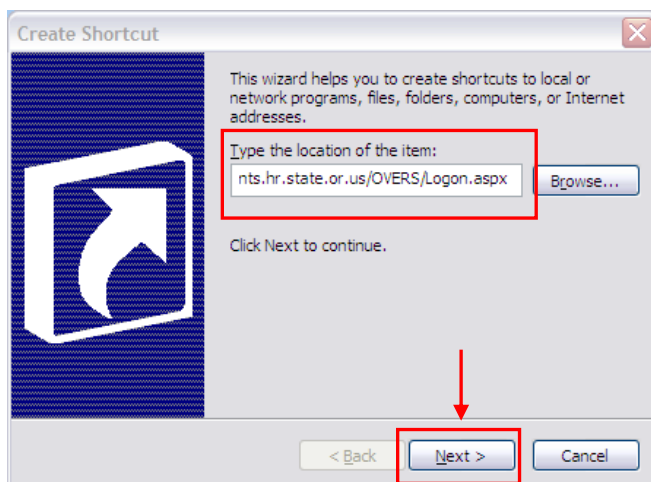 Create Shortcut
This wizard helps you to create shortcuts to local or
network programs, files, folders, computers, or Internet
addresses.
Type the location of the item:
nts.hr.state.or.us/OVERS/Logon.aspx
Browse...
Click Next to continue.
< Back
Next >
Cancel